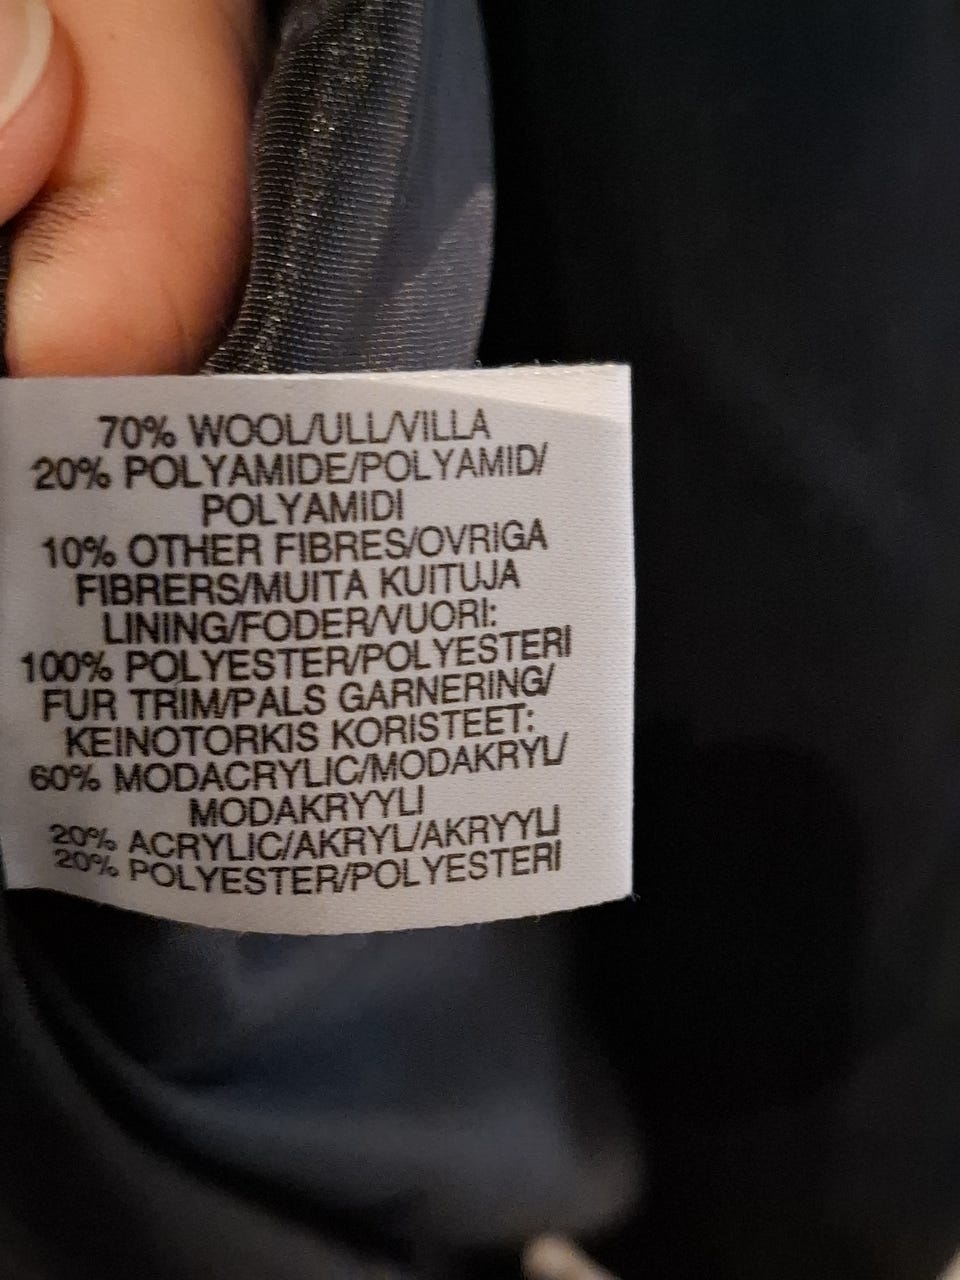 70% WOOL/ULL/VILLA
20% POLYAMIDE/POLYAMID/
POLYAMIDI
10% OTHER FIBRES/OVRIGA
FIBRERS/MUITA KUITUJA
LINING/FODER/VUORI:
100% POLYESTER/POLYESTERI
FUR TRIM/PALS GARNERING/
KEINOTORKIS KORISTEET:
60% MODACRYLIC/MODAKRYL/
MODAKRYYLI
20% ACRYLIC/AKRYL/AKRYYLI
20% POLYESTER/POLYESTERI